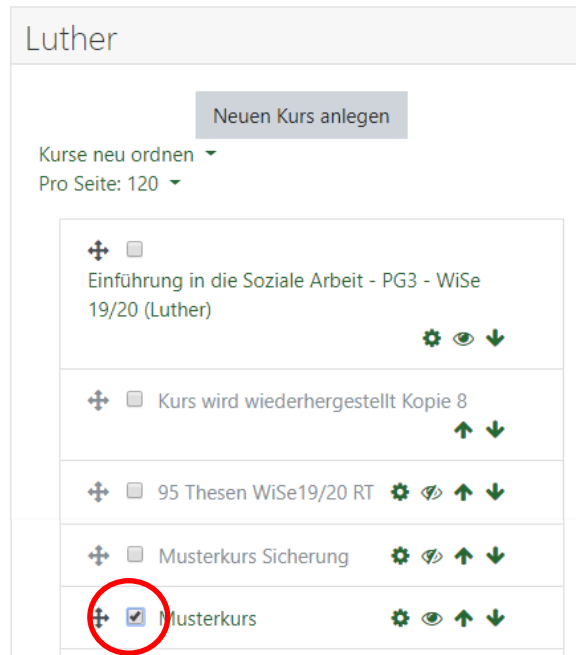 Luther
Neuen Kurs anlegen
Kurse neu ordnen
Pro Seite: 120
Einführung in die Soziale Arbeit - PG3 - WiSe
19/20 (Luther)
Kurs wird wiederhergestellt Kopie 8
95 Thesen WiSe19/20 RT
Musterkurs Sicherung
Musterkurs